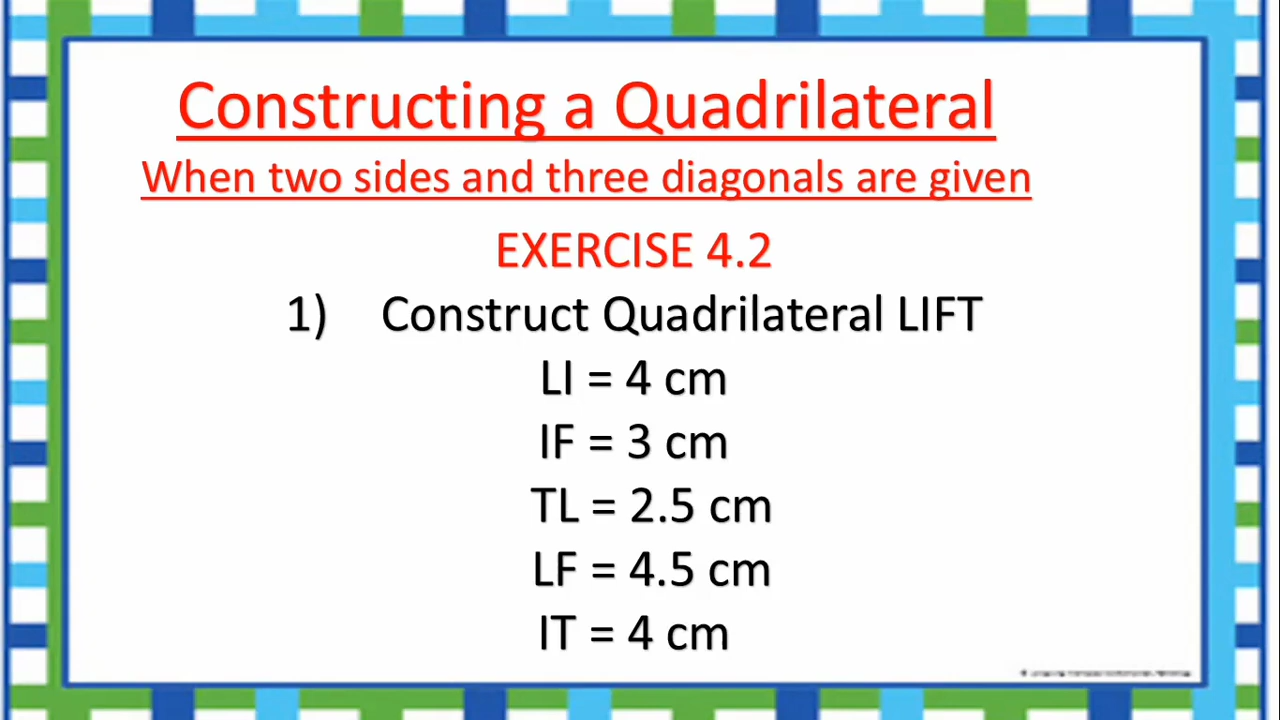 Constructing a Quadrilateral
When two sides and three diagonals are given
EXERCISE 4.2
1) Construct Quadrilateral LIFT
LI = 4 cm
IF = 3 cm
TL = 2.5 cm
LF = 4.5 cm
IT = 4 cm